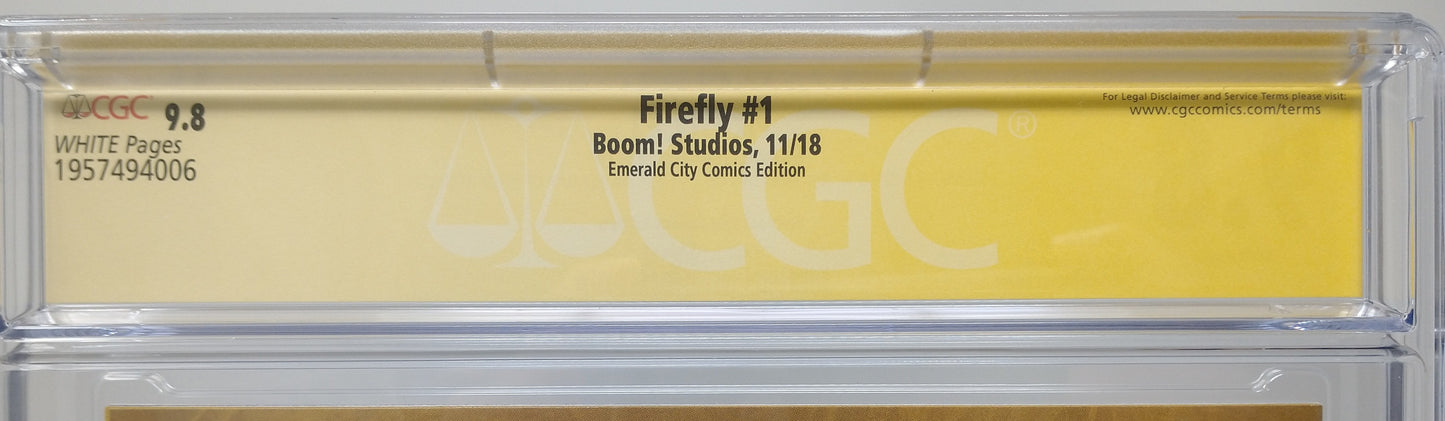 CGC 9.8
WHITE Pages
1957494006
Firefly #1
Boom! Studios, 11/18
Emerald City Comics Edition
For Legal Disclaimer and Service Terms please visit:
www.cgccomics.com/terms
CGC®